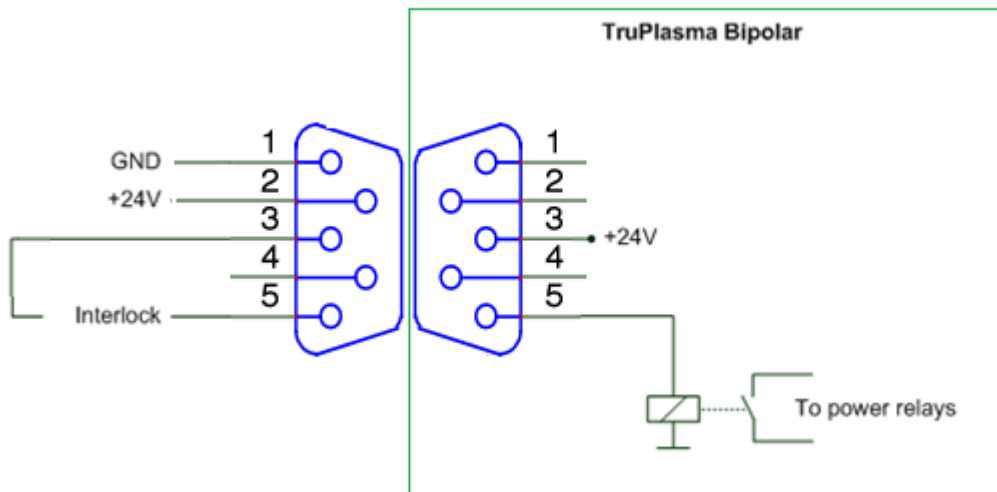 TruPlasma Bipolar
GND
1
+24V
2
3
4
Interlock
5
1
2
3
+24V
4
5
To power relays